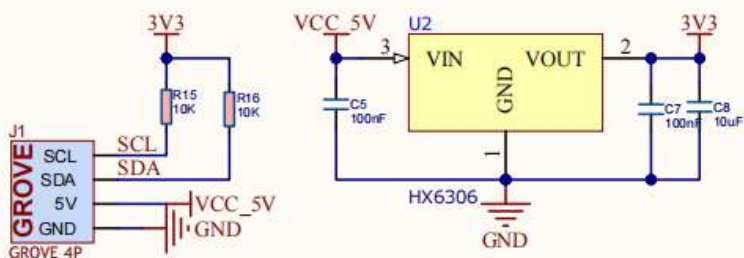 3V3
R15
10K
R16
10K
J1
GROVE
SCL
SDA
5V
GND
SCL
SDA
VCC_5V
GND
GROVE 4P
VCC_5V
U2
3
VIN
VOUT
GND
2
1
3V3
C5
100nF
C7
100nF
C8
10uF
HX6306
GND